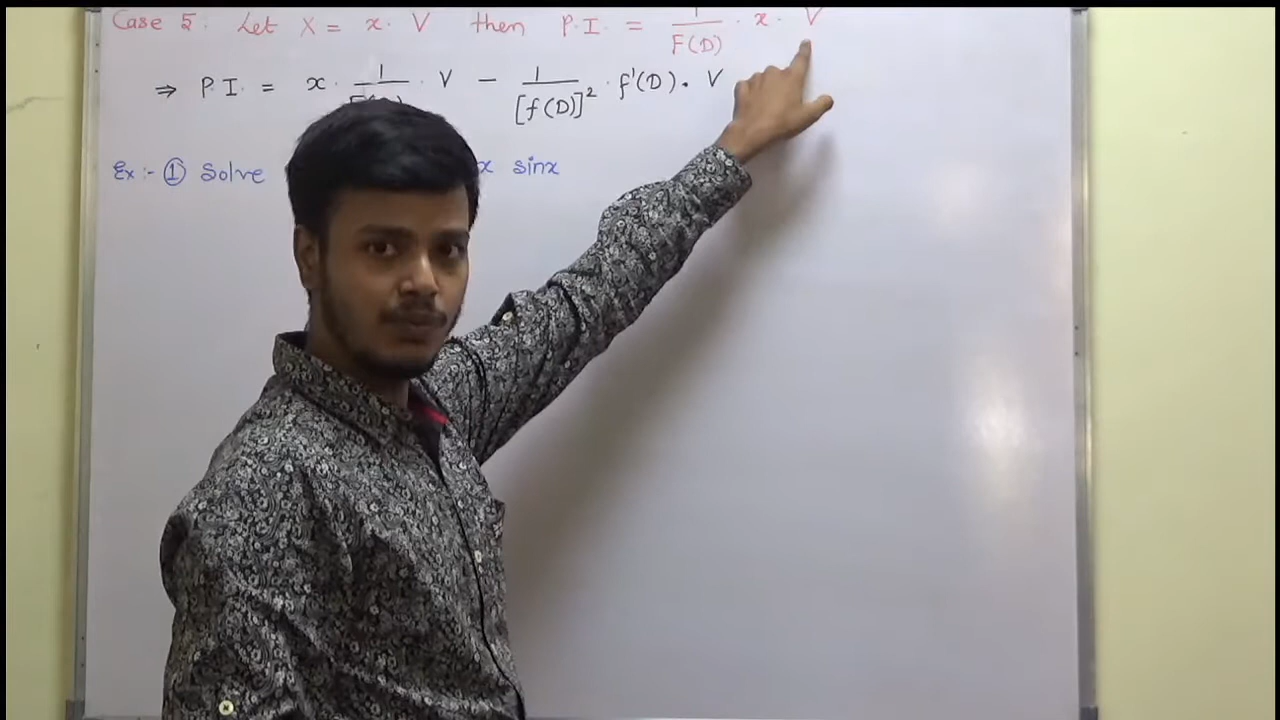 Case 5: Let X = x · V then P.I. = 1/F(D) · x · V
⇒ P.I. = x · 1/ · V - 1/[f(D)]² · f'(D) · V
Ex:- ① Solve x sinx